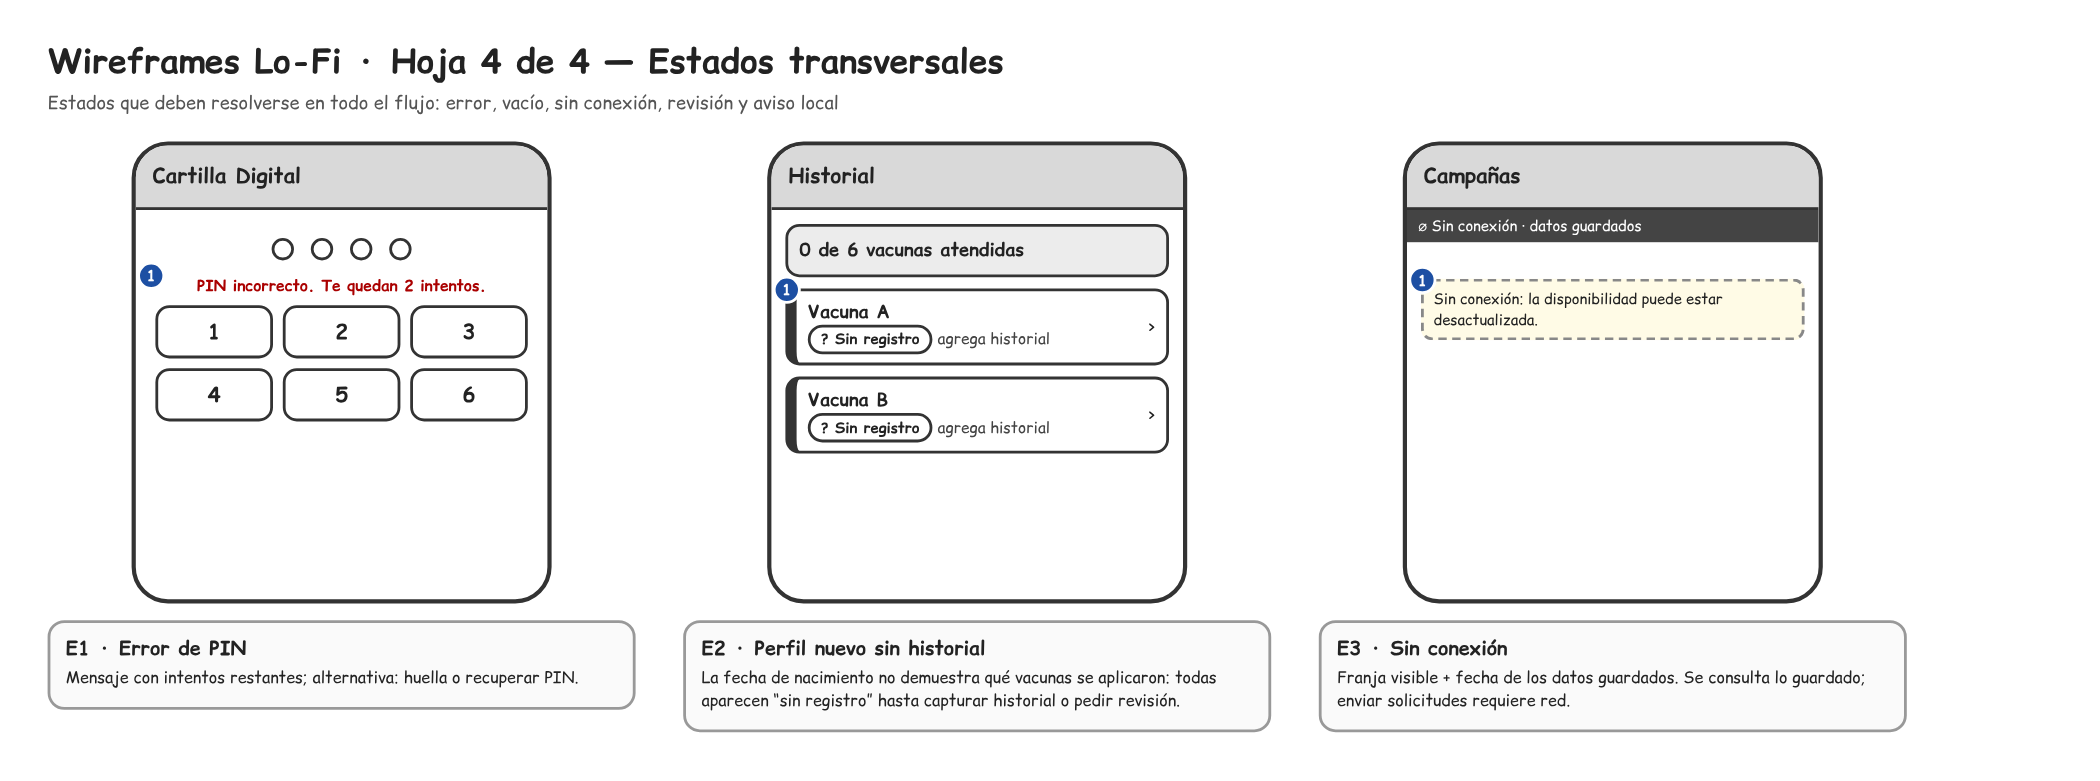 Wireframes Lo-Fi · Hoja 4 de 4 — Estados transversales
Estados que deben resolverse en todo el flujo: error, vacío, sin conexión, revisión y aviso local
Cartilla Digital
1
PIN incorrecto. Te quedan 2 intentos.
1 2 3
4 5 6
E1 · Error de PIN
Mensaje con intentos restantes; alternativa: huella o recuperar PIN.
Historial
0 de 6 vacunas atendidas
1
Vacuna A
? Sin registro agrega historial ›
Vacuna B
? Sin registro agrega historial ›
E2 · Perfil nuevo sin historial
La fecha de nacimiento no demuestra qué vacunas se aplicaron: todas
aparecen “sin registro” hasta capturar historial o pedir revisión.
Campañas
⌀ Sin conexión · datos guardados
1
Sin conexión: la disponibilidad puede estar
desactualizada.
E3 · Sin conexión
Franja visible + fecha de los datos guardados. Se consulta lo guardado;
enviar solicitudes requiere red.